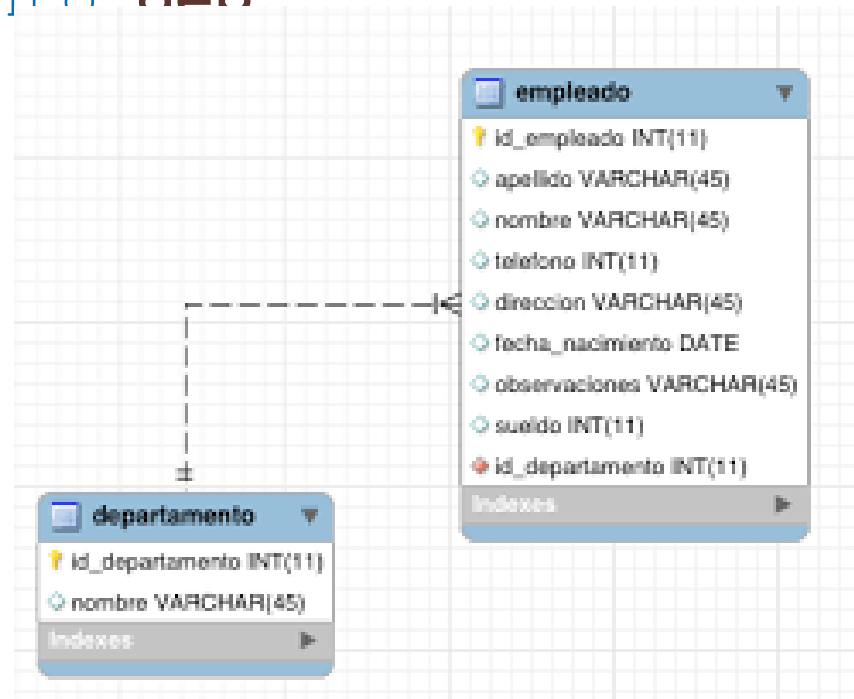 empleado
id_empleado INT(11)
apellido VARCHAR(45)
nombre VARCHAR(45)
telefono INT(11)
direccion VARCHAR(45)
fecha_nacimiento DATE
observaciones VARCHAR(45)
sueldo INT(11)
id_departamento INT(11)
Indexes
departamento
id_departamento INT(11)
nombre VARCHAR(45)
Indexes